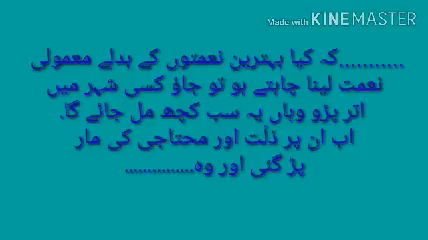 Made with KINEMASTER
...........کہ کیا بہترین نعمتوں کے بدلے معمولی
نعمت لینا چاہتے ہو تو جاؤ کسی شہر میں
اتر پڑو وہاں یہ سب کچھ مل جائے گا.
اب ان پر ذلّت اور محتاجی کی مار
پڑ گئی اور وہ...............